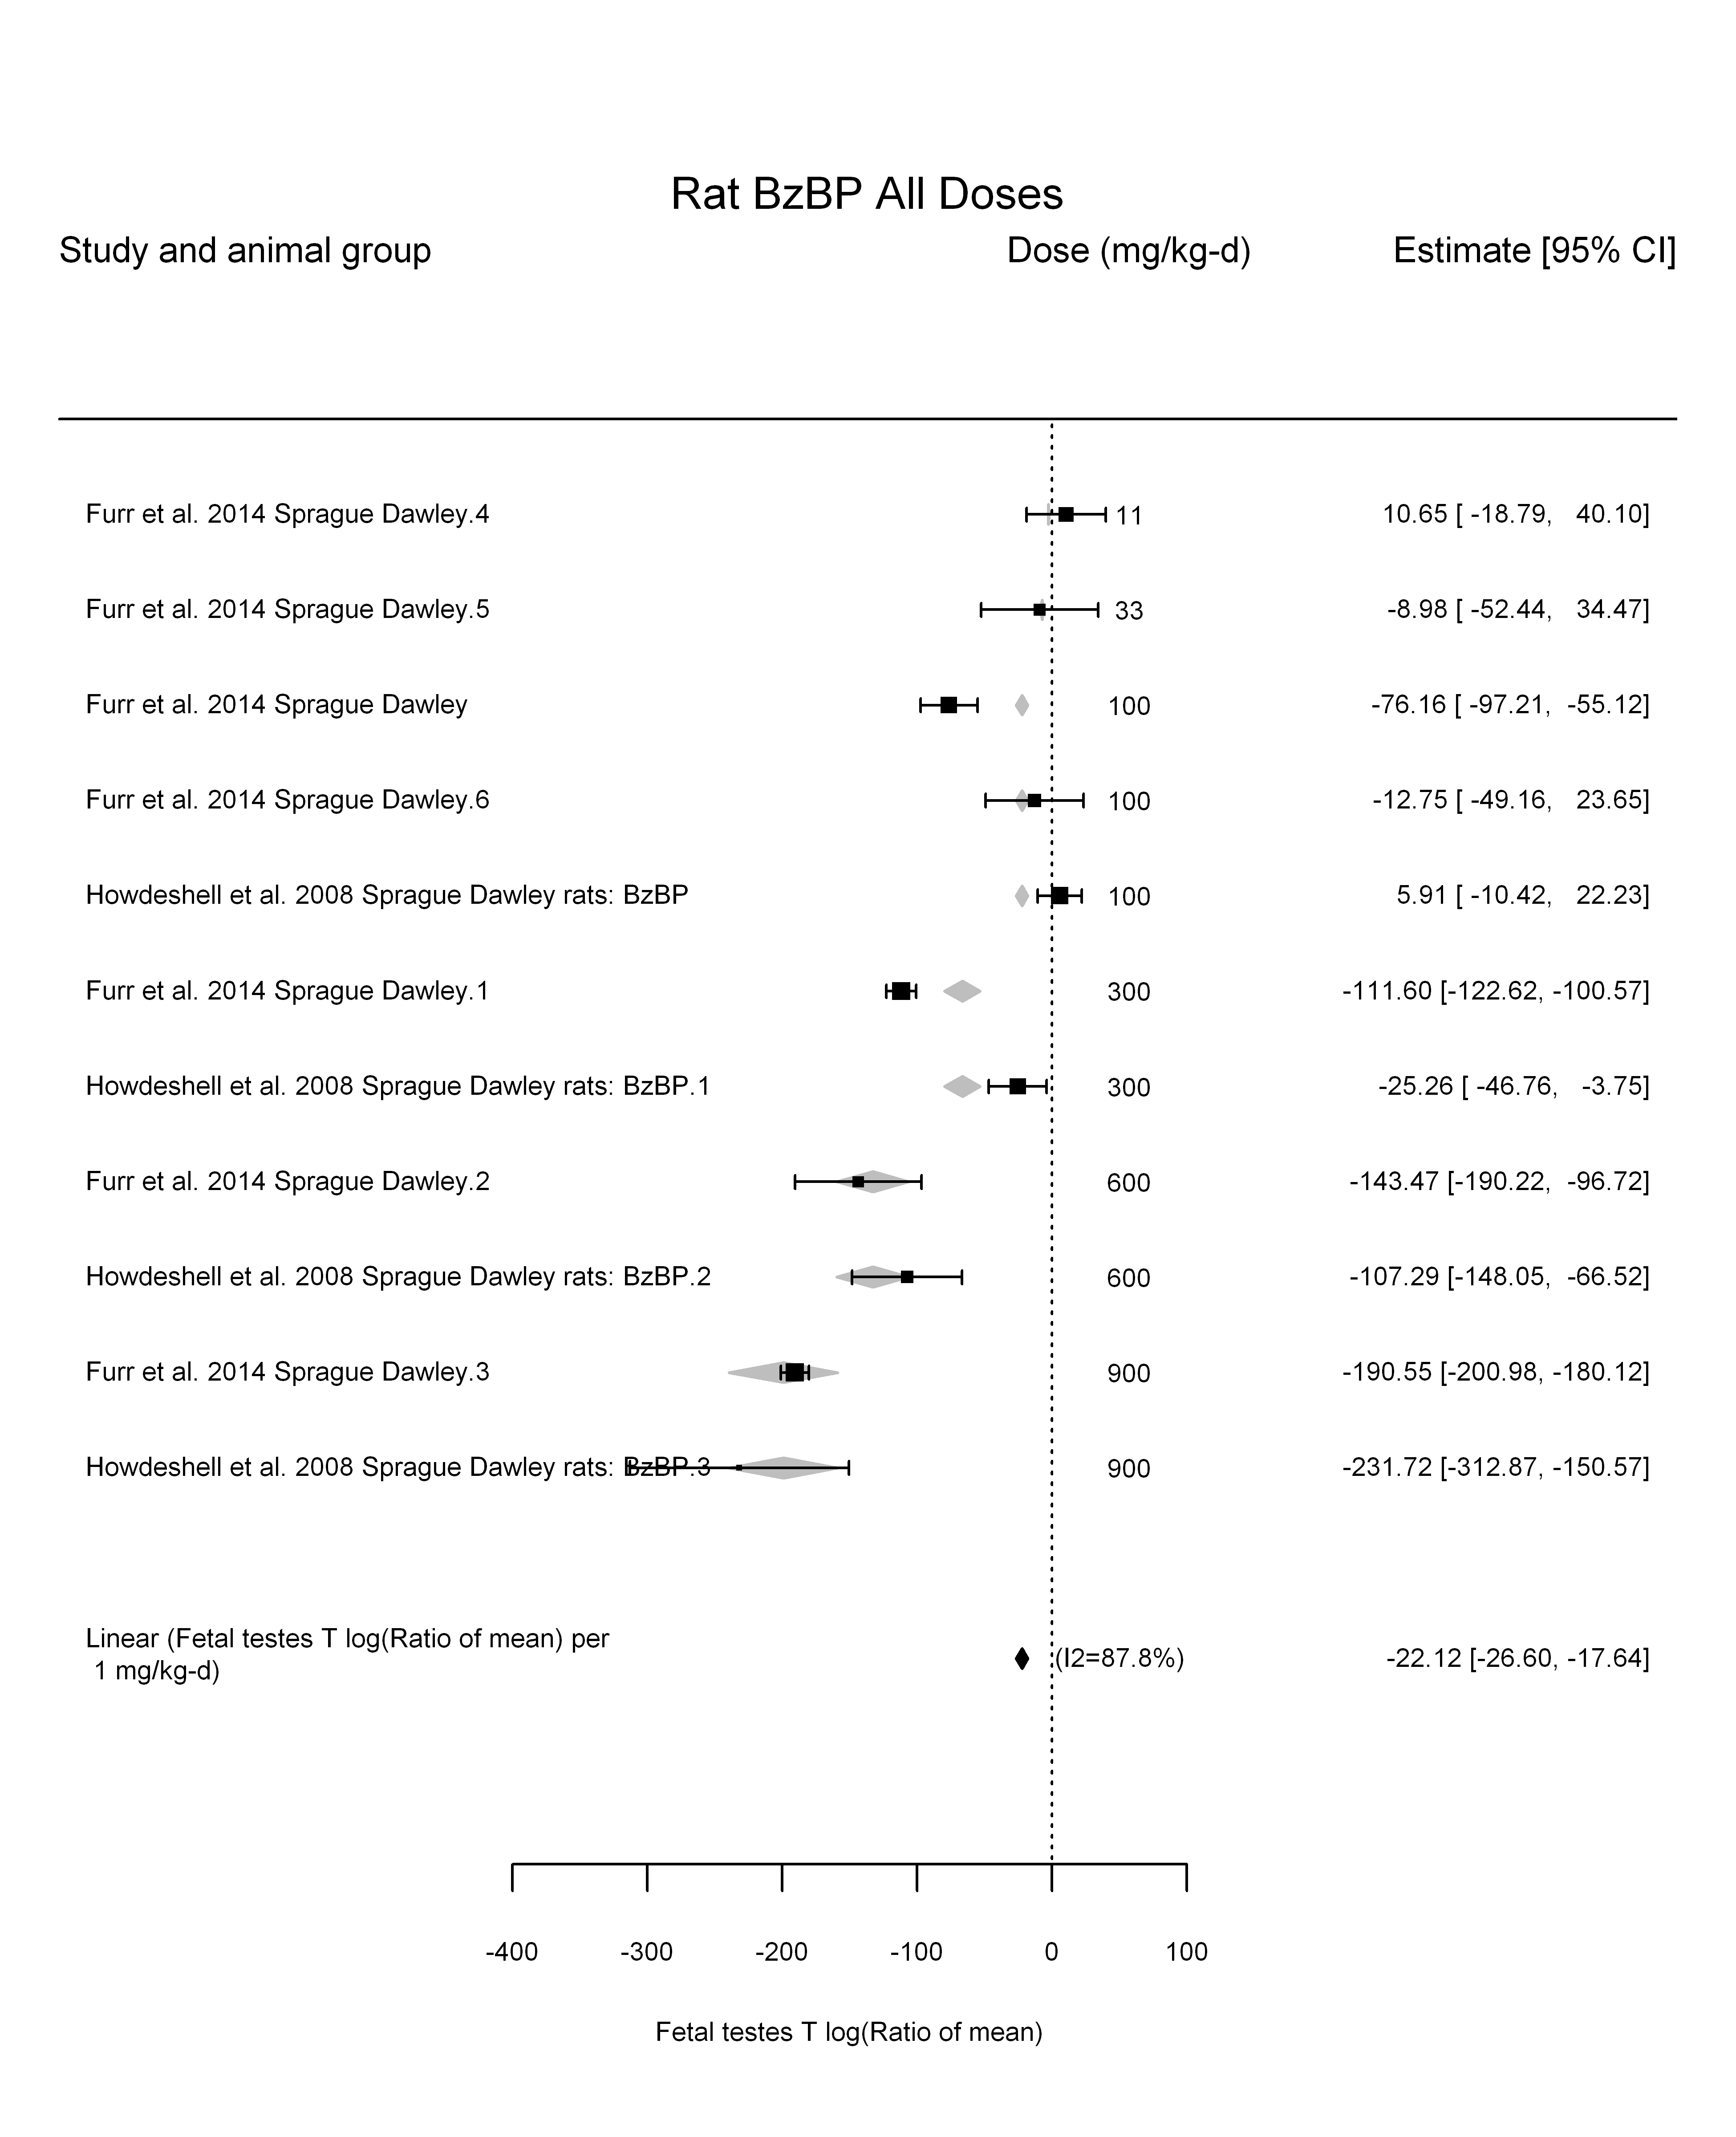 Rat BzBP All Doses
Study and animal group Dose (mg/kg-d) Estimate [95% CI]
Furr et al. 2014 Sprague Dawley.4 11 10.65 [ -18.79, 40.10]
Furr et al. 2014 Sprague Dawley.5 33 -8.98 [ -52.44, 34.47]
Furr et al. 2014 Sprague Dawley 100 -76.16 [ -97.21, -55.12]
Furr et al. 2014 Sprague Dawley.6 100 -12.75 [ -49.16, 23.65]
Howdeshell et al. 2008 Sprague Dawley rats: BzBP 100 5.91 [ -10.42, 22.23]
Furr et al. 2014 Sprague Dawley.1 300 -111.60 [-122.62, -100.57]
Howdeshell et al. 2008 Sprague Dawley rats: BzBP.1 300 -25.26 [ -46.76, -3.75]
Furr et al. 2014 Sprague Dawley.2 600 -143.47 [-190.22, -96.72]
Howdeshell et al. 2008 Sprague Dawley rats: BzBP.2 600 -107.29 [-148.05, -66.52]
Furr et al. 2014 Sprague Dawley.3 900 -190.55 [-200.98, -180.12]
Howdeshell et al. 2008 Sprague Dawley rats: BzBP.3 900 -231.72 [-312.87, -150.57]
Linear (Fetal testes T log(Ratio of mean) per
1 mg/kg-d) (I2=87.8%) -22.12 [-26.60, -17.64]
-400 -300 -200 -100 0 100
Fetal testes T log(Ratio of mean)